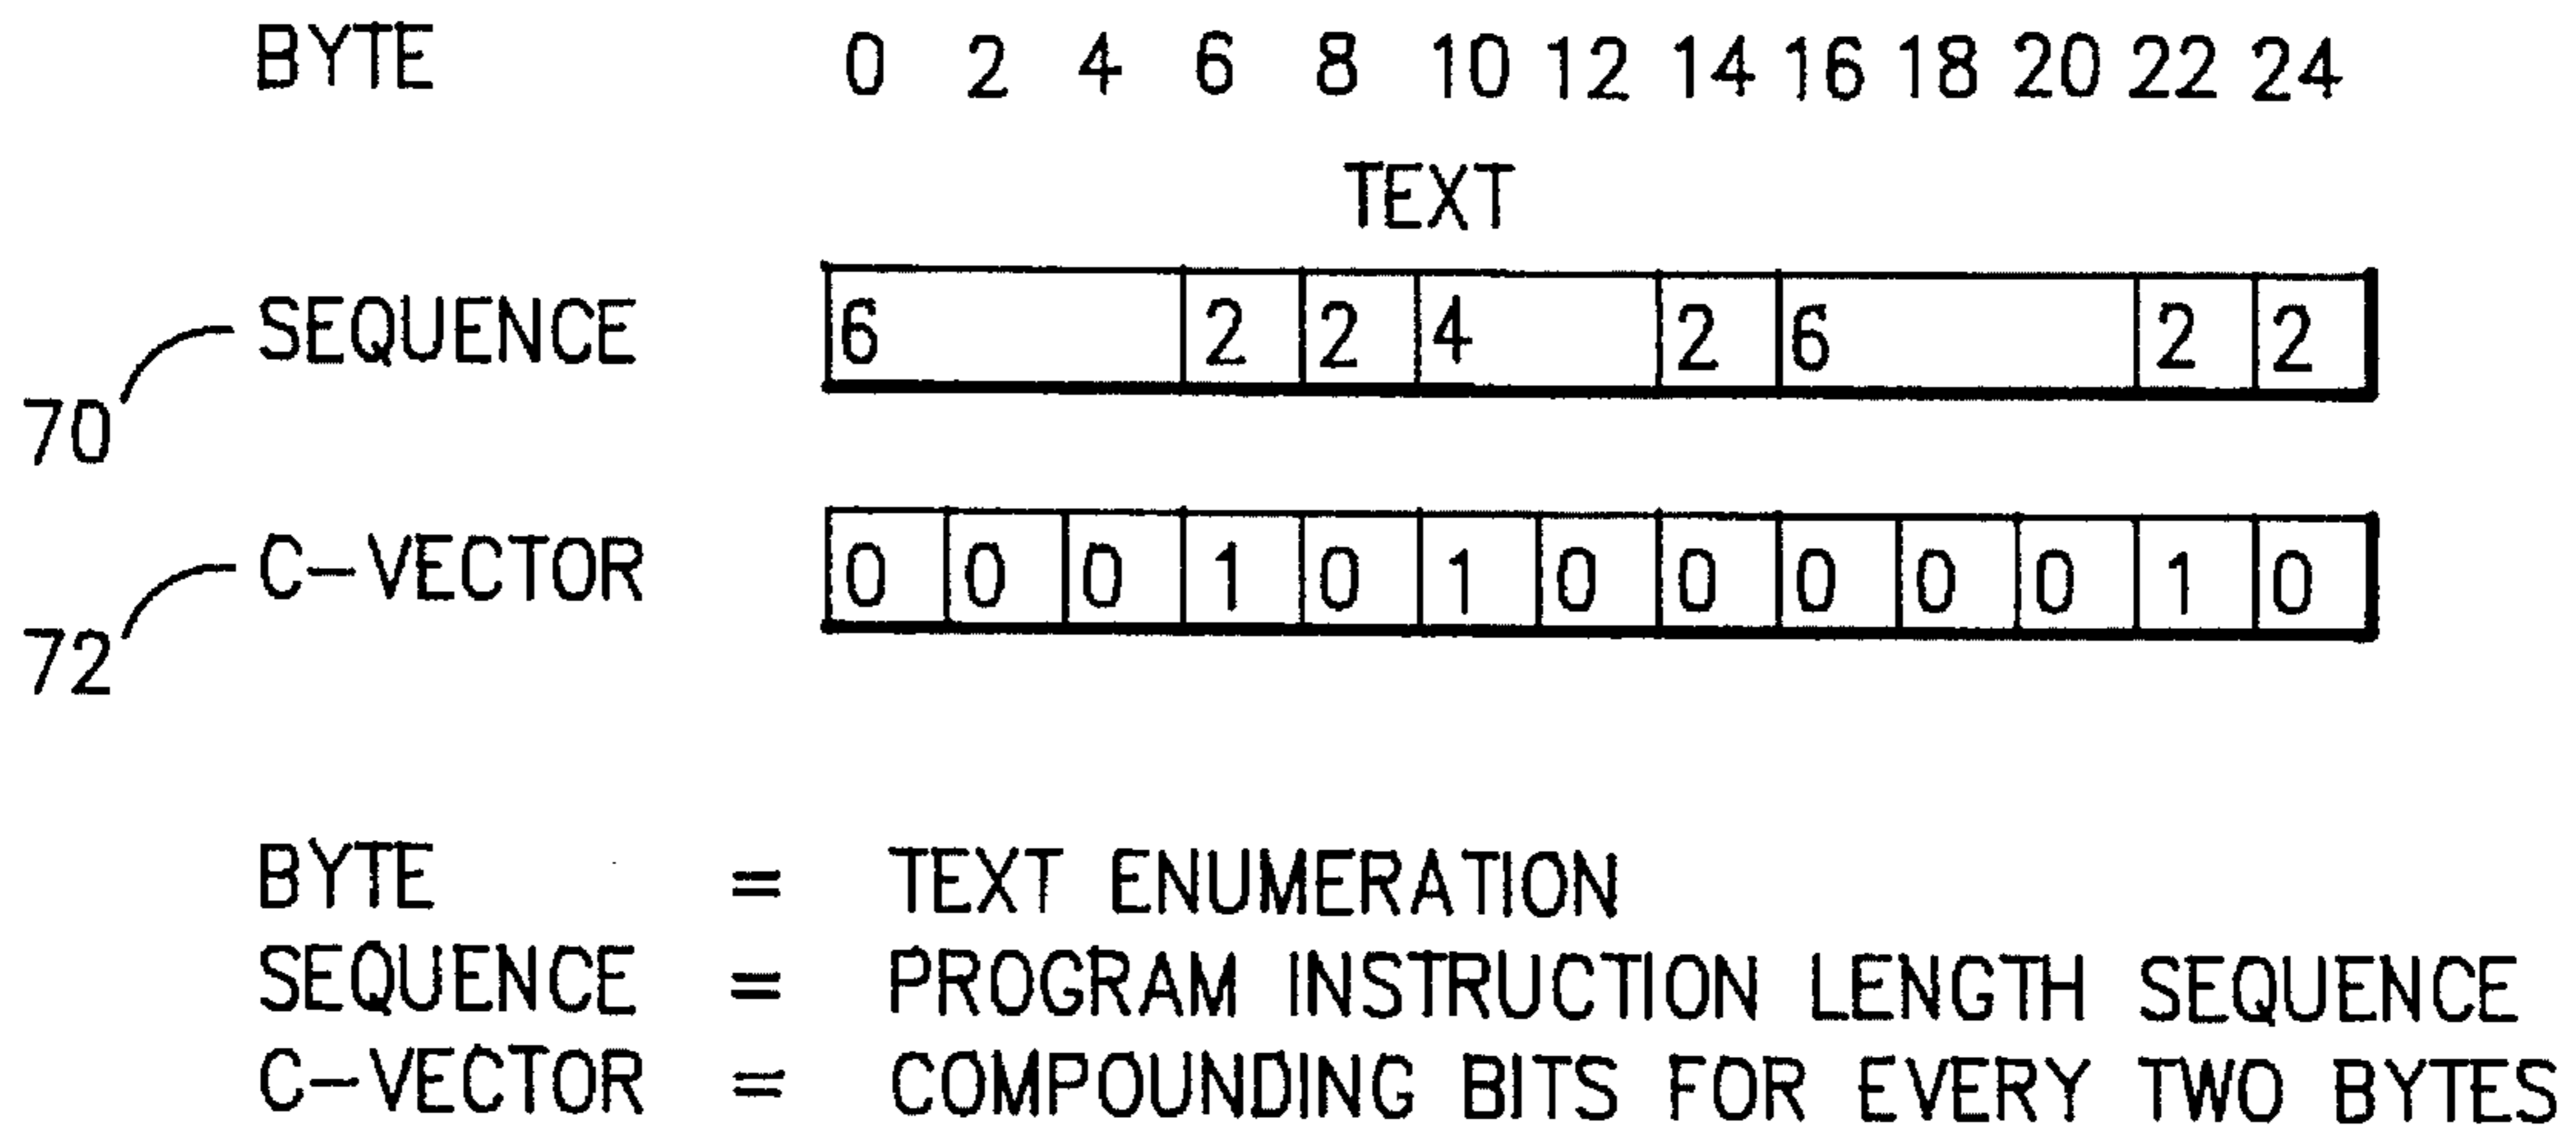 BYTE 0 2 4 6 8 10 12 14 16 18 20 22 24
TEXT
SEQUENCE 6 2 2 4 2 6 2 2
70
C-VECTOR 0 0 0 1 0 1 0 0 0 0 0 1 0
72
BYTE = TEXT ENUMERATION
SEQUENCE = PROGRAM INSTRUCTION LENGTH SEQUENCE
C-VECTOR = COMPOUNDING BITS FOR EVERY TWO BYTES